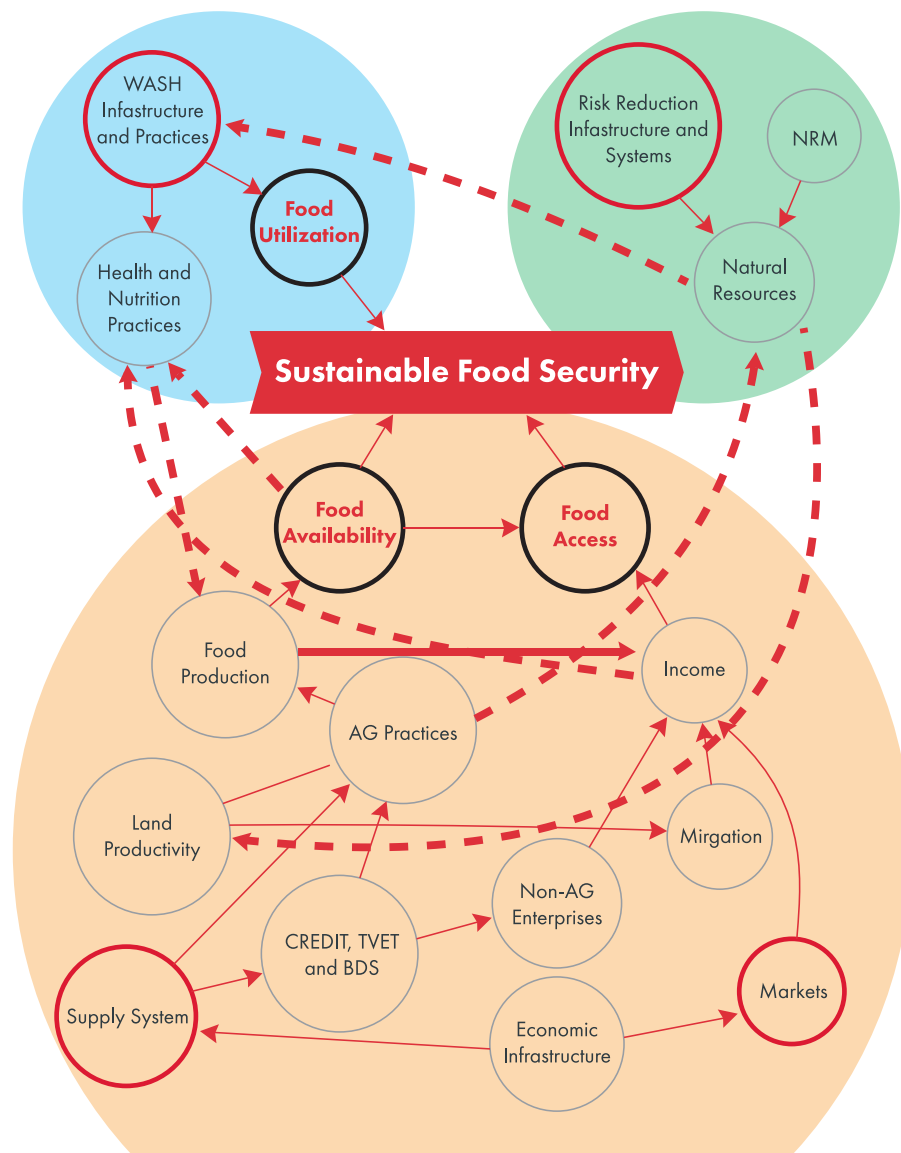 WASH
Infastructure
and Practices
Food
Utilization
Health and
Nutrition
Practices
Risk Reduction
Infastructure and
Systems
NRM
Natural
Resources
Sustainable Food Security
Food
Availability
Food
Access
Food
Production
Income
AG Practices
Land
Productivity
Mirgation
Non-AG
Enterprises
CREDIT, TVET
and BDS
Supply System
Economic
Infrastructure
Markets